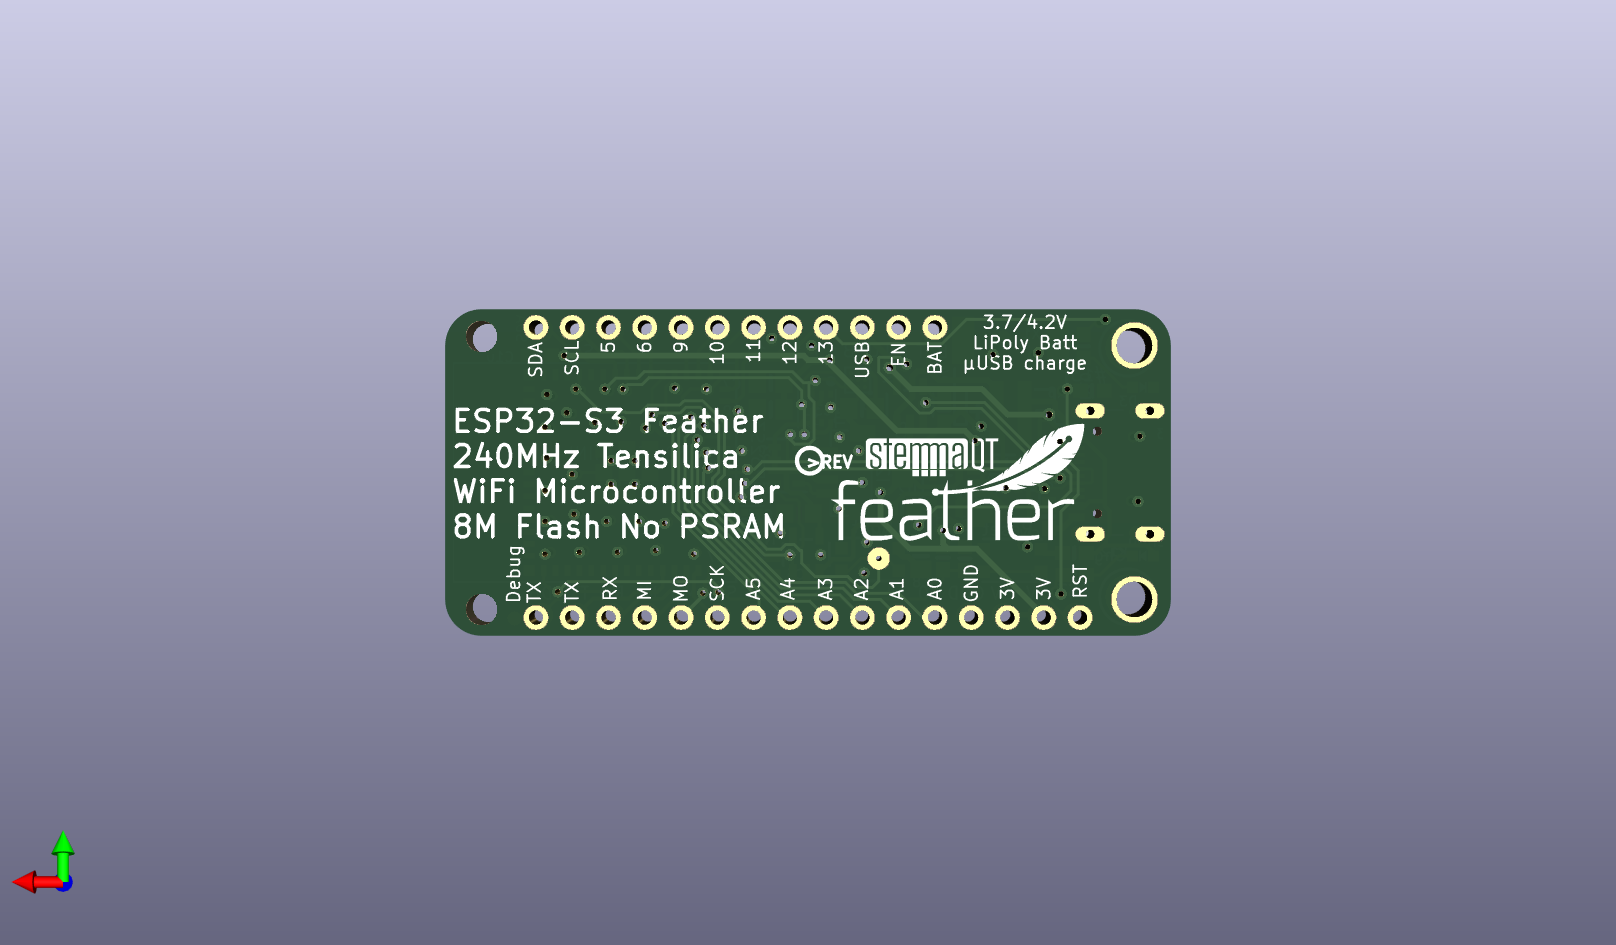 SDA SCL 5 6 9 10 11 12 13 USB EN BAT
3.7/4.2V
LiPoly Batt
µUSB charge
ESP32-S3 Feather
240MHz Tensilica
WiFi Microcontroller
8M Flash No PSRAM
>REV
stemma QT
feather
Debug
TX TX RX MI MO SCK A5 A4 A3 A2 A1 A0 GND 3V 3V RST